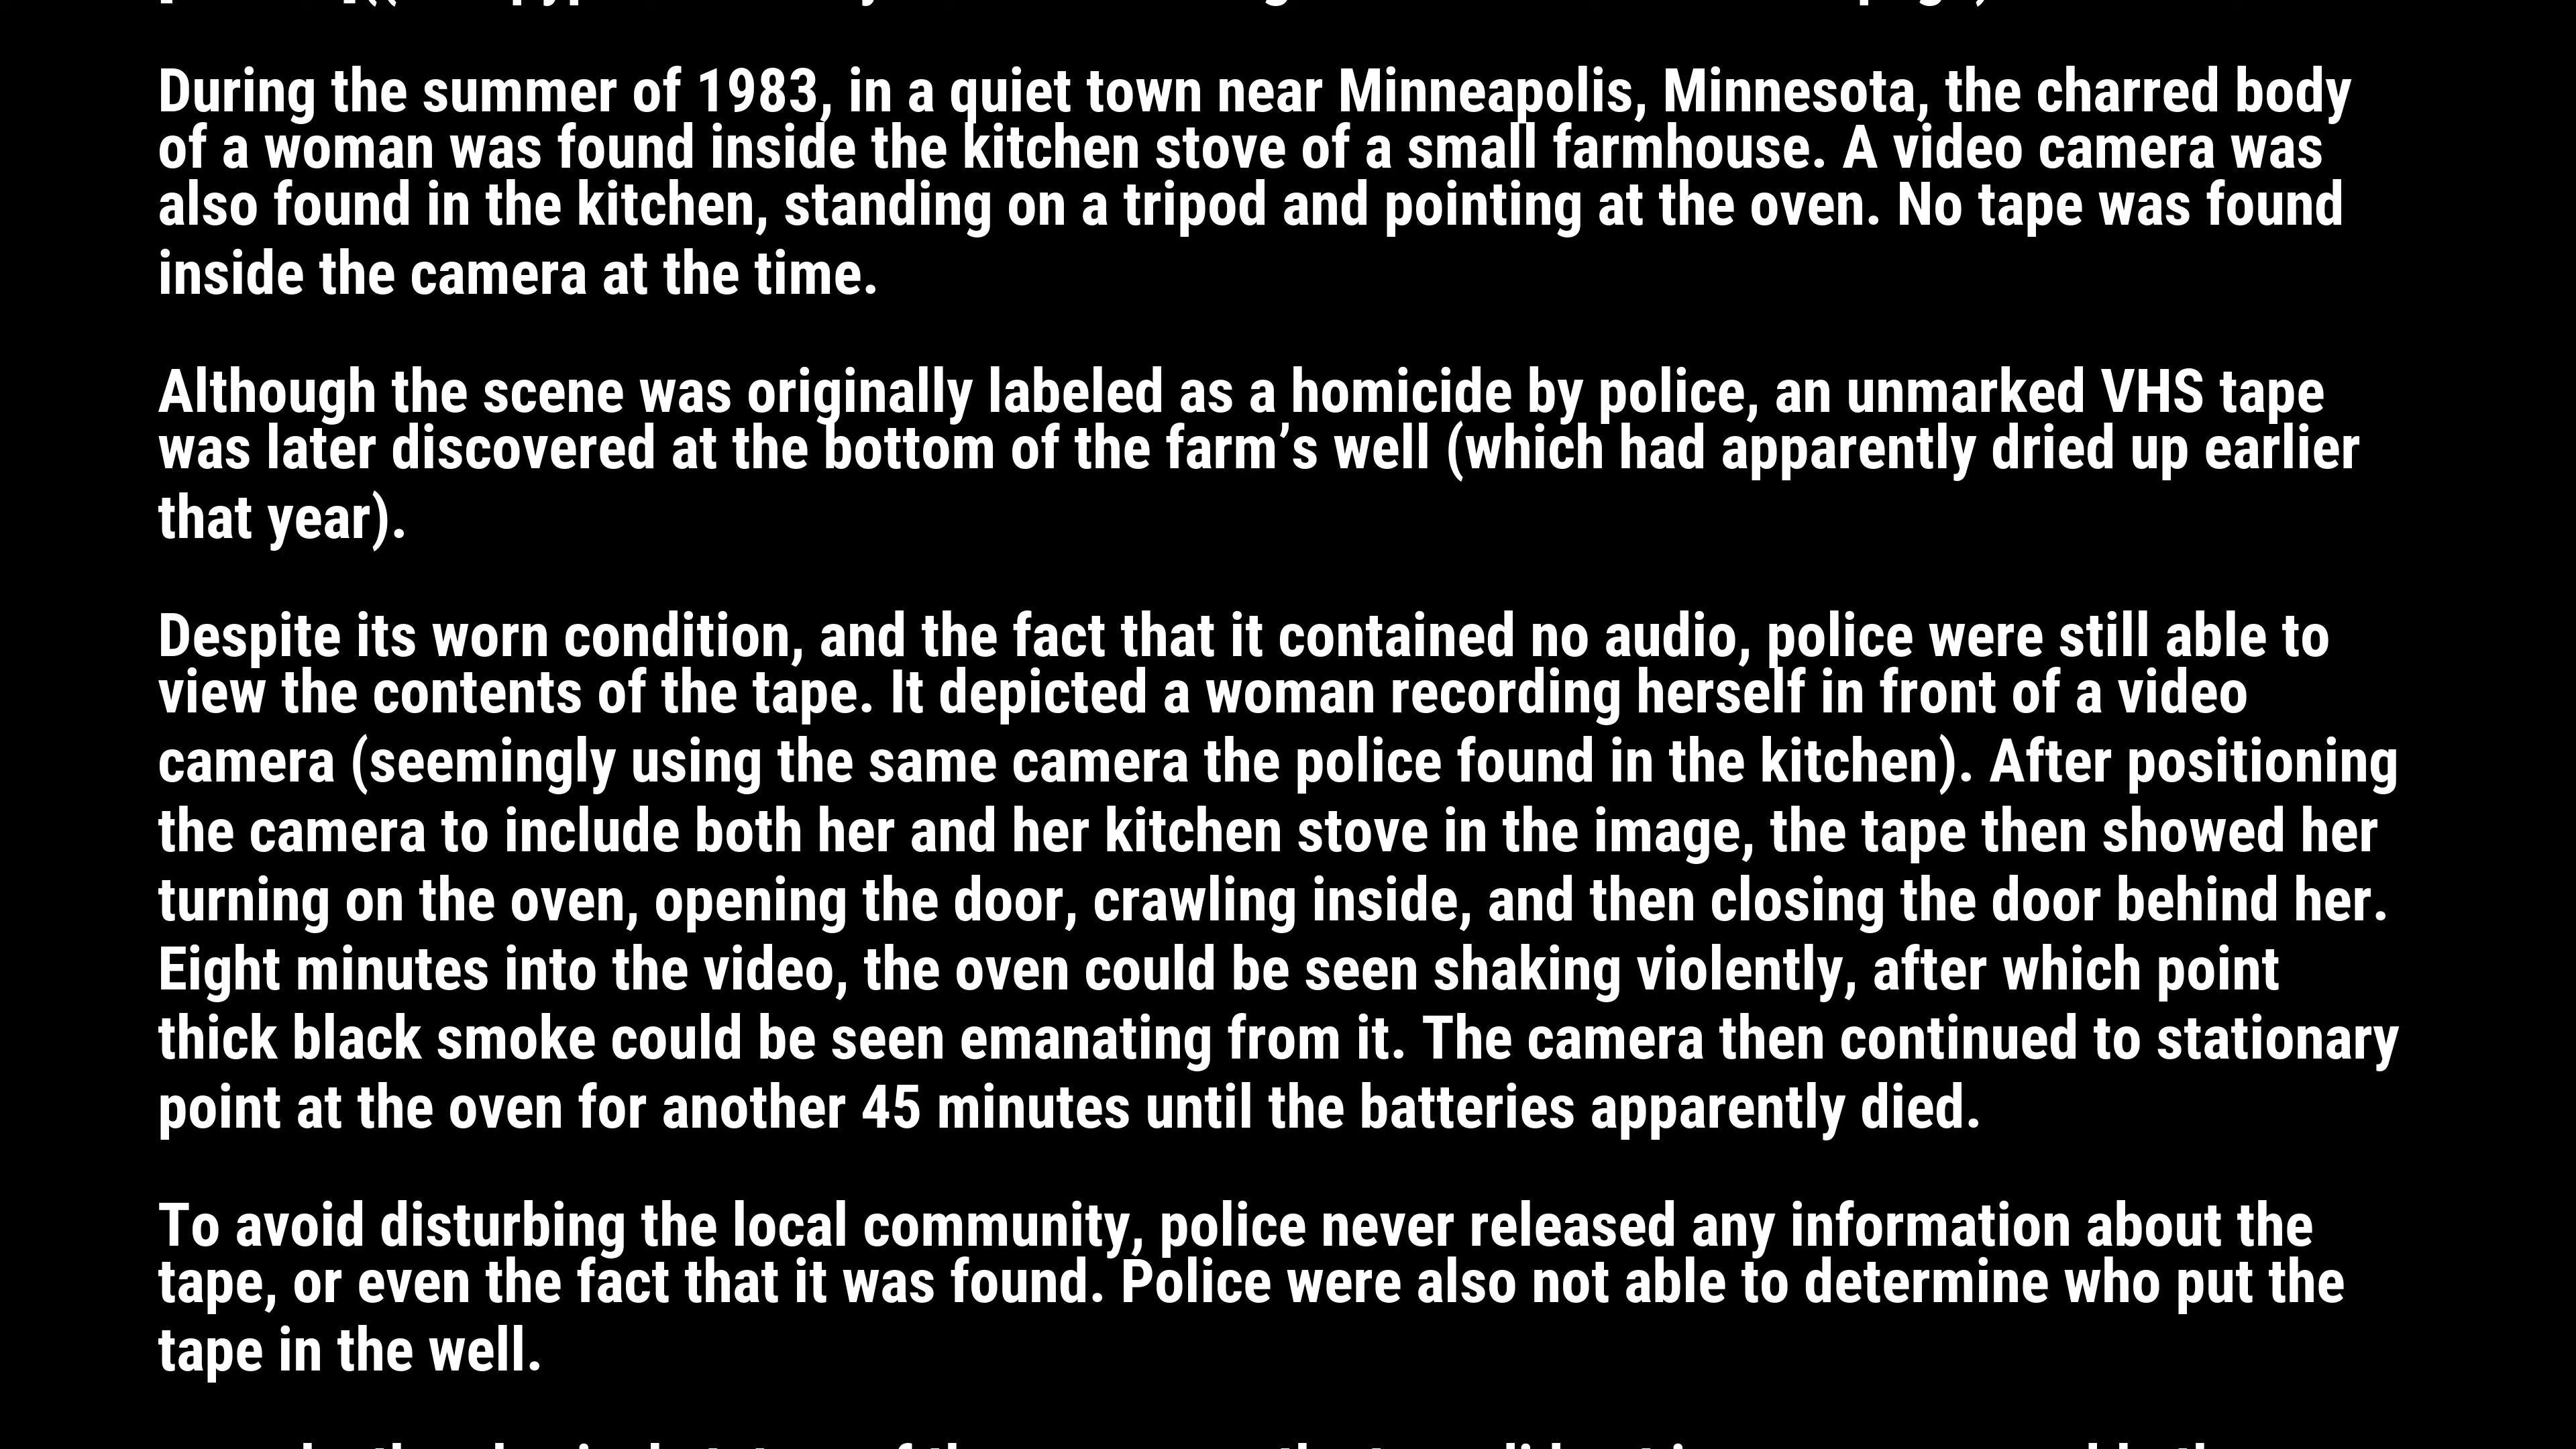 During the summer of 1983, in a quiet town near Minneapolis, Minnesota, the charred body
of a woman was found inside the kitchen stove of a small farmhouse. A video camera was
also found in the kitchen, standing on a tripod and pointing at the oven. No tape was found
inside the camera at the time.
Although the scene was originally labeled as a homicide by police, an unmarked VHS tape
was later discovered at the bottom of the farm’s well (which had apparently dried up earlier
that year).
Despite its worn condition, and the fact that it contained no audio, police were still able to
view the contents of the tape. It depicted a woman recording herself in front of a video
camera (seemingly using the same camera the police found in the kitchen). After positioning
the camera to include both her and her kitchen stove in the image, the tape then showed her
turning on the oven, opening the door, crawling inside, and then closing the door behind her.
Eight minutes into the video, the oven could be seen shaking violently, after which point
thick black smoke could be seen emanating from it. The camera then continued to stationary
point at the oven for another 45 minutes until the batteries apparently died.
To avoid disturbing the local community, police never released any information about the
tape, or even the fact that it was found. Police were also not able to determine who put the
tape in the well.